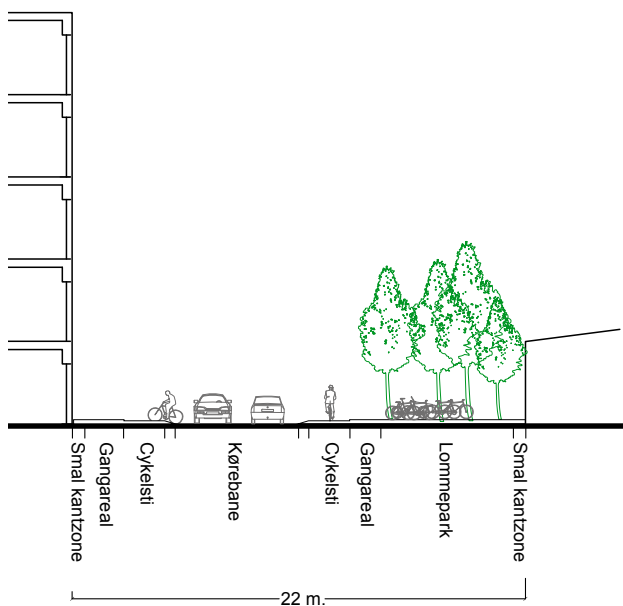 Smal kantzone
Gangareal
Cykelsti
Kørebane
Cykelsti
Gangareal
Lommepark
Smal kantzone
22 m.